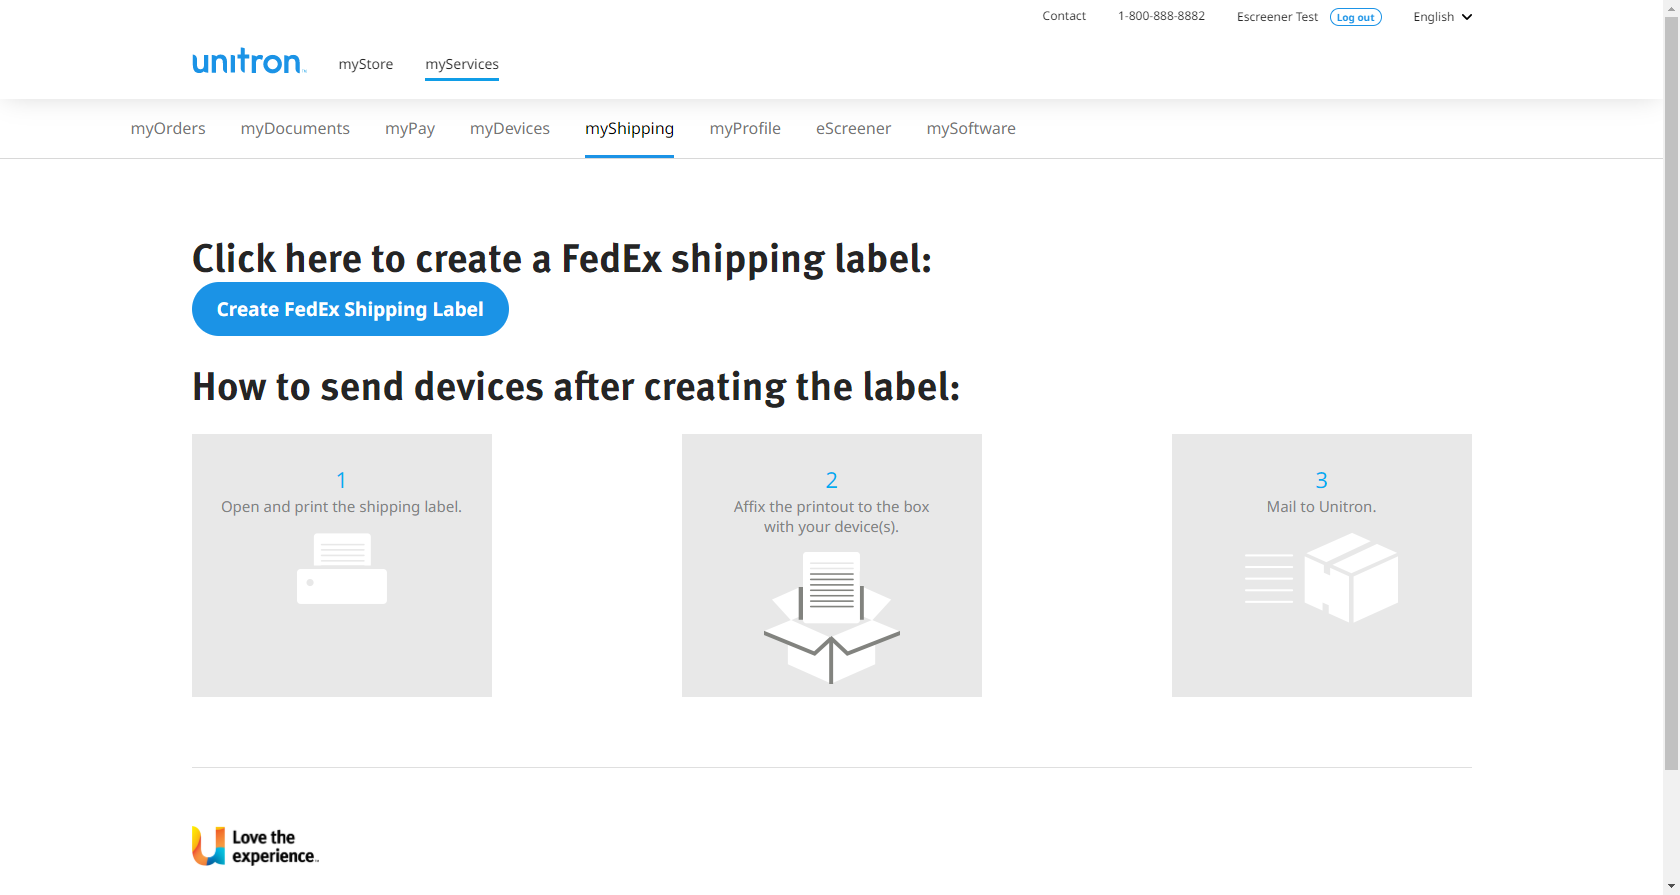 Contact 1-800-888-8882 Escreener Test Log out English
unitron™ myStore myServices
myOrders myDocuments myPay myDevices myShipping myProfile eScreener mySoftware
Click here to create a FedEx shipping label:
Create FedEx Shipping Label
How to send devices after creating the label:
1
Open and print the shipping label.
2
Affix the printout to the box
with your device(s).
3
Mail to Unitron.
Love the
experience™